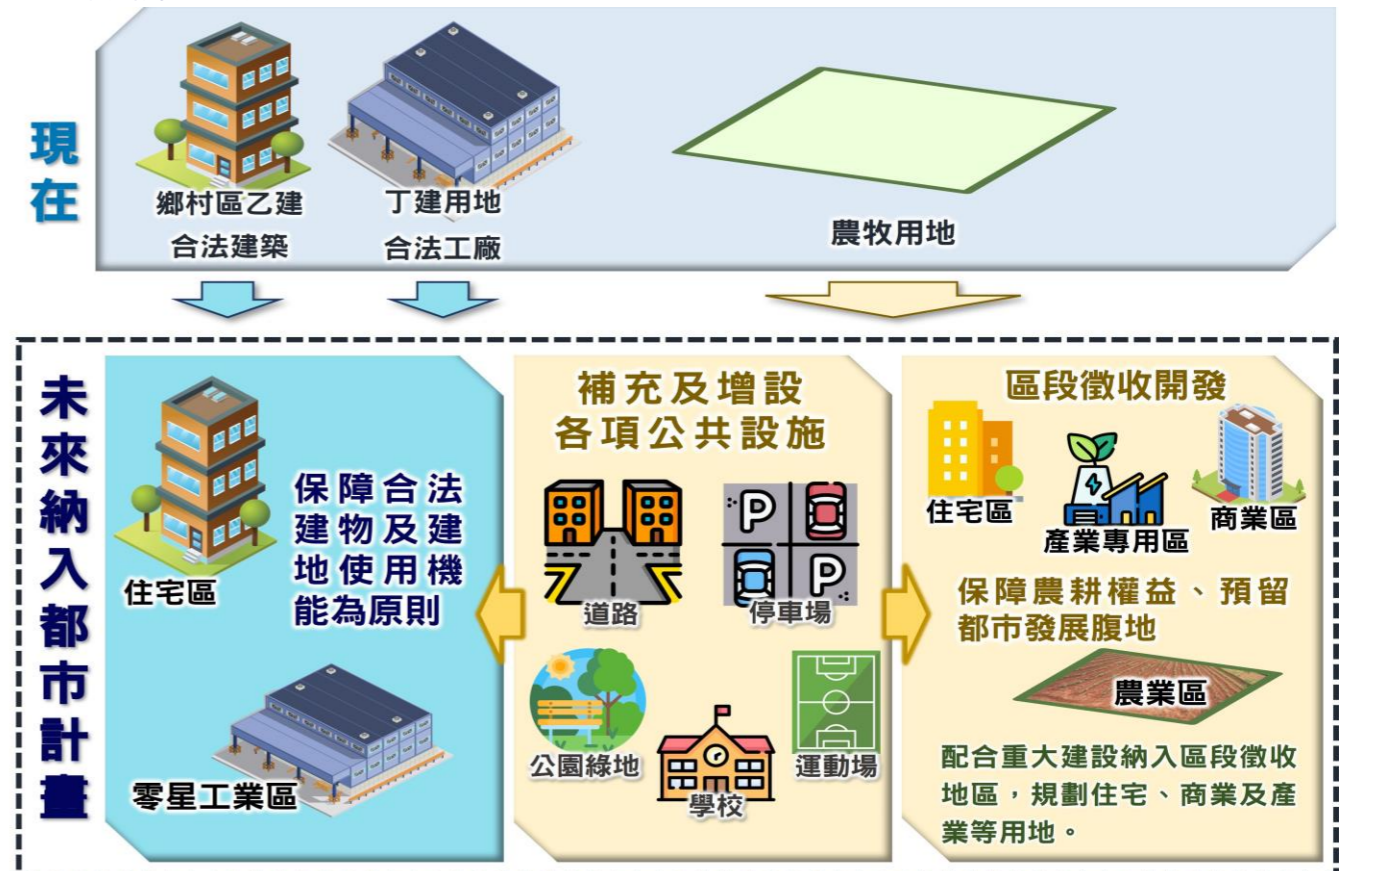 現在
鄉村區乙建
合法建築
丁建用地
合法工廠
農牧用地
未來納入都市計畫
住宅區
保障合法
建物及建
地使用機
能為原則
零星工業區
補充及增設
各項公共設施
道路
P
P
停車場
公園綠地
學校
運動場
區段徵收開發
住宅區
產業專用區
商業區
保障農耕權益、預留
都市發展腹地
農業區
配合重大建設納入區段徵收
地區，規劃住宅、商業及產
業等用地。